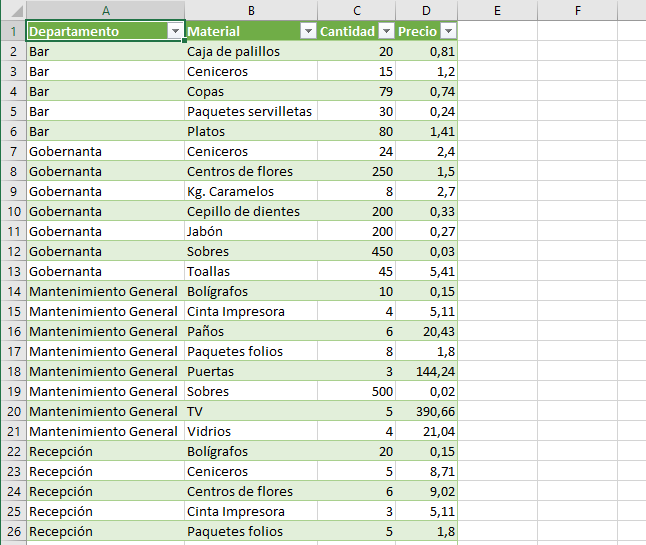 A B C D E F
1 Departamento Material Cantidad Precio
2 Bar Caja de palillos 20 0,81
3 Bar Ceniceros 15 1,2
4 Bar Copas 79 0,74
5 Bar Paquetes servilletas 30 0,24
6 Bar Platos 80 1,41
7 Gobernanta Ceniceros 24 2,4
8 Gobernanta Centros de flores 250 1,5
9 Gobernanta Kg. Caramelos 8 2,7
10 Gobernanta Cepillo de dientes 200 0,33
11 Gobernanta Jabón 200 0,27
12 Gobernanta Sobres 450 0,03
13 Gobernanta Toallas 45 5,41
14 Mantenimiento General Bolígrafos 10 0,15
15 Mantenimiento General Cinta Impresora 4 5,11
16 Mantenimiento General Paños 6 20,43
17 Mantenimiento General Paquetes folios 8 1,8
18 Mantenimiento General Puertas 3 144,24
19 Mantenimiento General Sobres 500 0,02
20 Mantenimiento General TV 5 390,66
21 Mantenimiento General Vidrios 4 21,04
22 Recepción Bolígrafos 20 0,15
23 Recepción Ceniceros 5 8,71
24 Recepción Centros de flores 6 9,02
25 Recepción Cinta Impresora 3 5,11
26 Recepción Paquetes folios 5 1,8